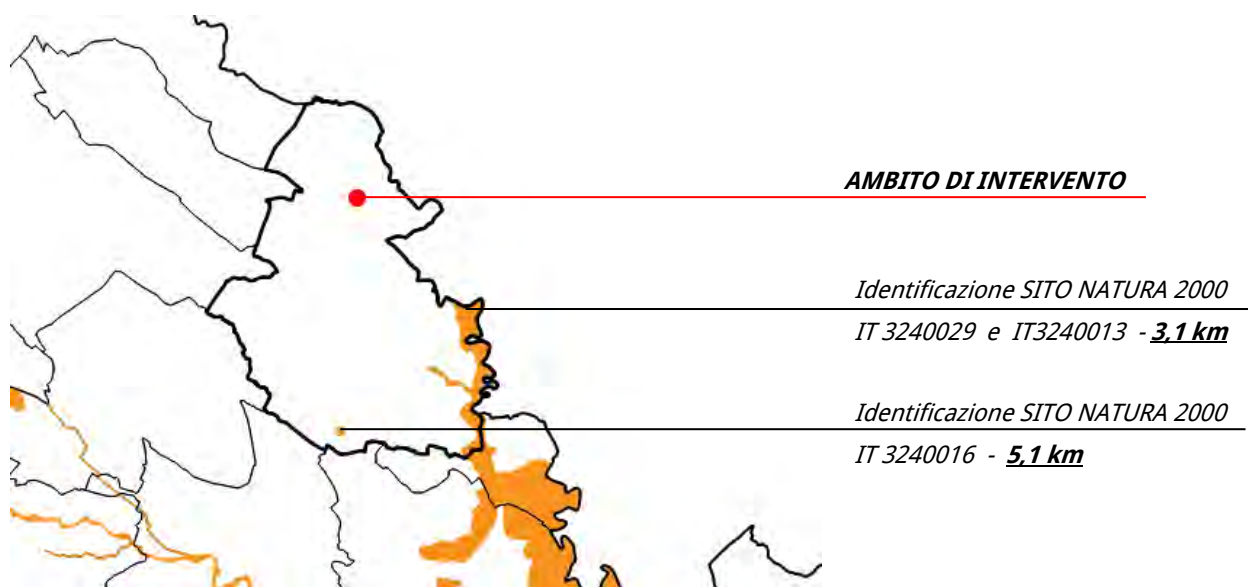 AMBITO DI INTERVENTO
Identificazione SITO NATURA 2000
IT 3240029 e IT3240013 - 3,1 km
Identificazione SITO NATURA 2000
IT 3240016 - 5,1 km